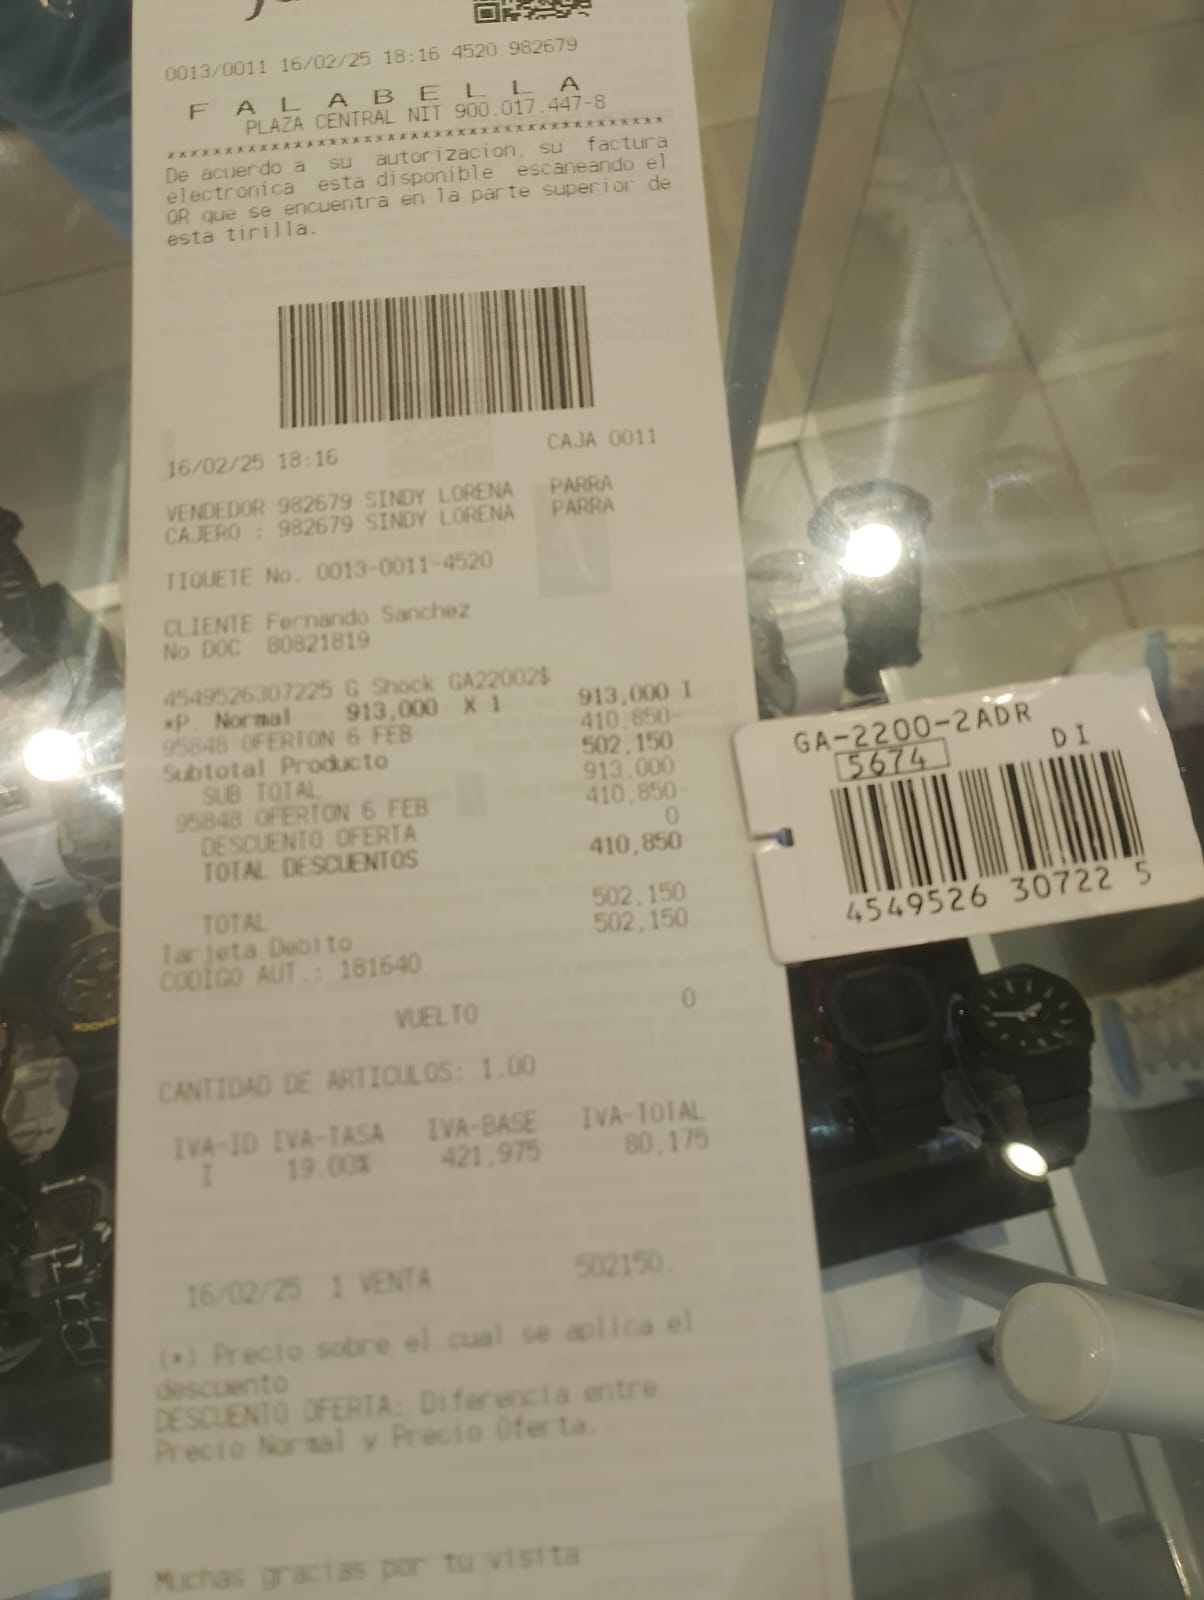 0013/0011 16/02/25 18:16 4520 982679
F A L A B E L L A
PLAZA CENTRAL NIT 900.017.447-8
********************************************
De acuerdo a su autorizacion, su factura
electronica esta disponible escaneando el
QR que se encuentra en la parte superior de
esta tirilla.
16/02/25 18:16 CAJA 0011
VENDEDOR 982679 SINDY LORENA PARRA
CAJERO : 982679 SINDY LORENA PARRA
TIQUETE No. 0013-0011-4520
CLIENTE Fernando Sanchez
No DOC 80821819
4549526307225 G Shock GA22002$
*P. Normal 913,000 X 1 913,000 I
95848 OFERTON 6 FEB 410,850-
Subtotal Producto 502,150
SUB TOTAL 913,000
95848 OFERTON 6 FEB 410,850-
DESCUENTO OFERTA 0
TOTAL DESCUENTOS 410,850
TOTAL 502,150
Tarjeta Debito 502,150
CODIGO AUT.: 181640
VUELTO 0
CANTIDAD DE ARTICULOS: 1.00
IVA-ID IVA-TASA IVA-BASE IVA-TOTAL
I 19.00% 421,975 80,175
16/02/25 1 VENTA 502150.
(*) Precio sobre el cual se aplica el
descuento
DESCUENTO OFERTA: Diferencia entre
Precio Normal y Precio Oferta.
Muchas gracias por tu visita
GA-2200-2ADR
5674 DI
4549526 30722 5